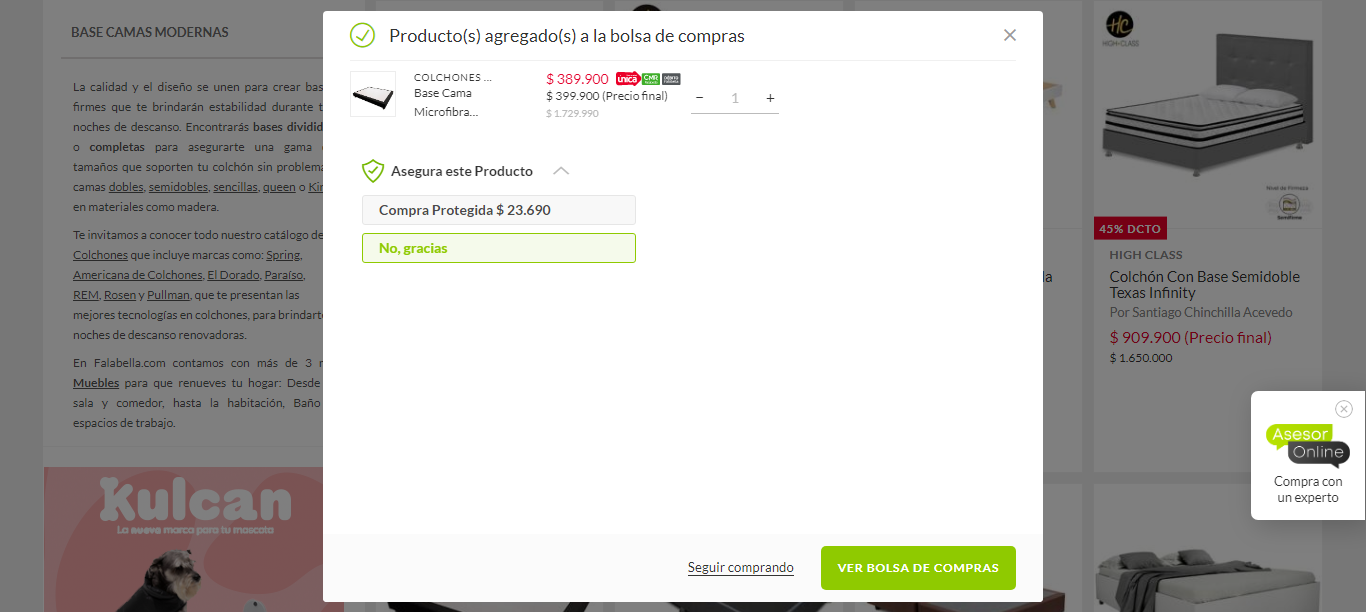 BASE CAMAS MODERNAS
La calidad y el diseño se unen para crear bas
firmes que te brindarán estabilidad durante t
noches de descanso. Encontrarás bases dividid
o completas para asegurarte una gama
tamaños que soporten tu colchón sin problema
camas dobles, semidobles, sencillas, queen o Kin
en materiales como madera.
Te invitamos a conocer todo nuestro catálogo de
Colchones que incluye marcas como: Spring,
Americana de Colchones, El Dorado, Paraíso,
REM, Rosen y Pullman, que te presentan las
mejores tecnologías en colchones, para brindarte
noches de descanso renovadoras.
En Falabella.com contamos con más de 3 m
Muebles para que renueves tu hogar: Desde
sala y comedor, hasta la habitación, Baño
espacios de trabajo.
Kulcan
La nueva marca para tu mascota
Producto(s) agregado(s) a la bolsa de compras
COLCHONES ...
Base Cama
Microfibra...
$ 389.900 unica CMR
$ 399.900 (Precio final)
$ 1.729.990
− 1 +
Asegura este Producto
Compra Protegida $ 23.690
No, gracias
Seguir comprando
VER BOLSA DE COMPRAS
HC
HIGH CLASS
Nivel de Firmeza
Semifirme
45% DCTO
HIGH CLASS
Colchón Con Base Semidoble
Texas Infinity
Por Santiago Chinchilla Acevedo
$ 909.900 (Precio final)
$ 1.650.000
la
Asesor
Online
Compra con
un experto